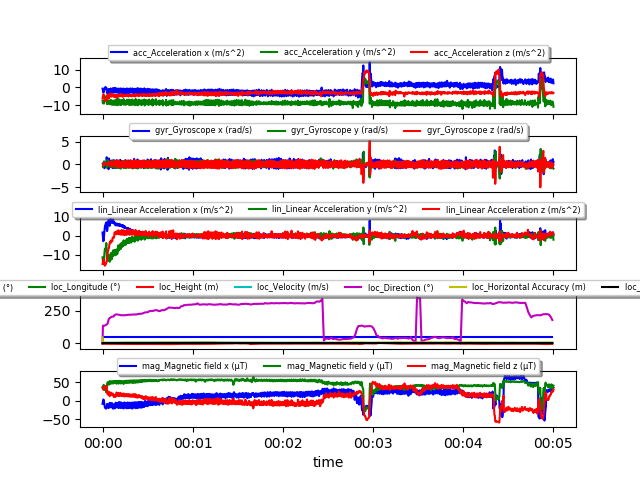 acc_Acceleration x (m/s^2) acc_Acceleration y (m/s^2) acc_Acceleration z (m/s^2)
10
0
−10
gyr_Gyroscope x (rad/s) gyr_Gyroscope y (rad/s) gyr_Gyroscope z (rad/s)
5
0
−5
lin_Linear Acceleration x (m/s^2) lin_Linear Acceleration y (m/s^2) lin_Linear Acceleration z (m/s^2)
10
0
−10
(°) loc_Longitude (°) loc_Height (m) loc_Velocity (m/s) loc_Direction (°) loc_Horizontal Accuracy (m) loc_
250
0
mag_Magnetic field x (µT) mag_Magnetic field y (µT) mag_Magnetic field z (µT)
50
0
−50
00:00 00:01 00:02 00:03 00:04 00:05
time